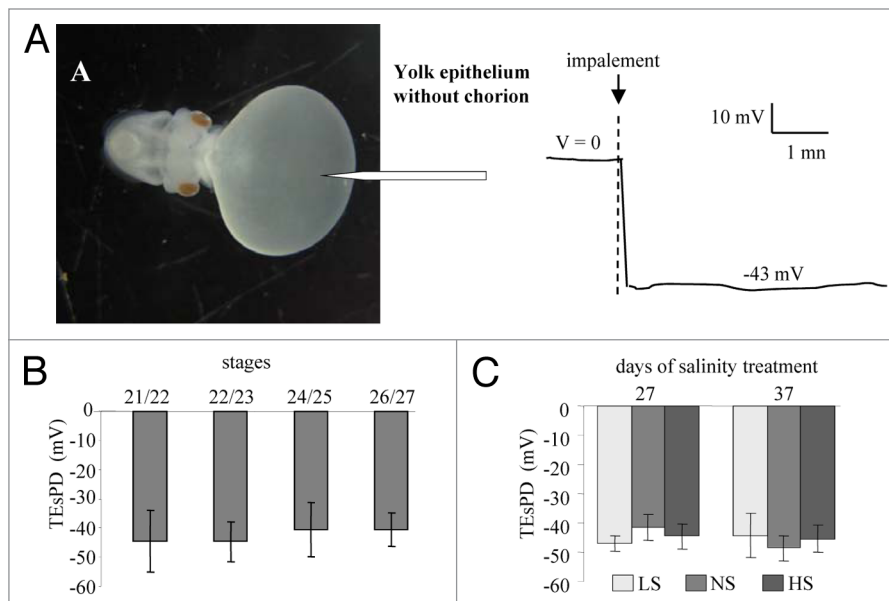 A
A
Yolk epithelium
without chorion
impalement
V = 0
10 mV
1 mn
-43 mV
B
stages
21/22 22/23 24/25 26/27
0
-10
-20
-30
-40
-50
-60
TEsPD (mV)
C
days of salinity treatment
27 37
0
-10
-20
-30
-40
-50
-60
TEsPD (mV)
LS NS HS